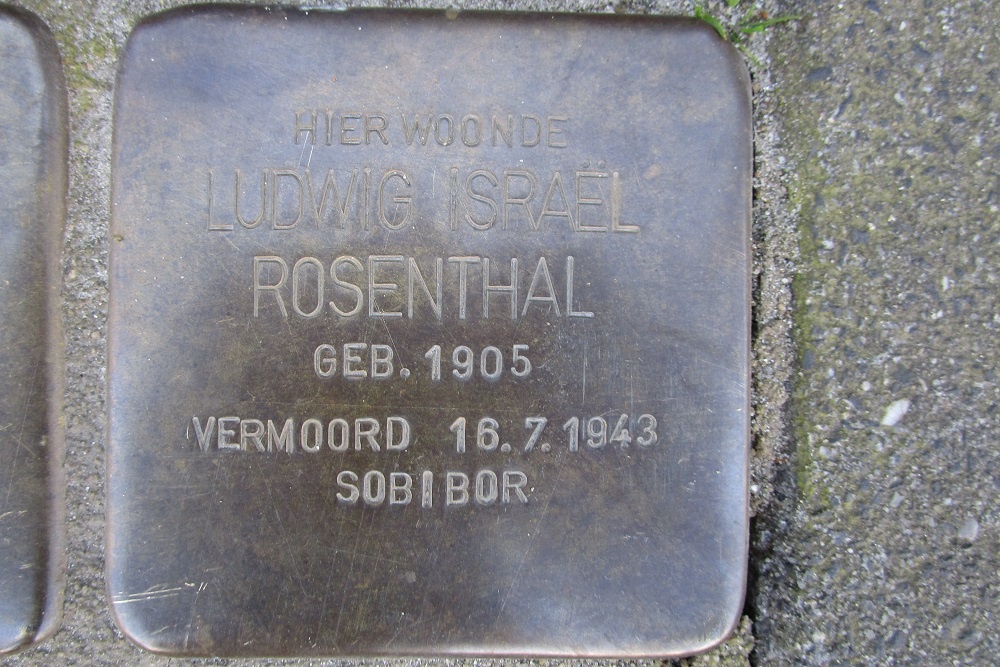 HIER WOONDE
LUDWIG ISRAËL
ROSENTHAL
GEB. 1905
VERMOORD 16.7.1943
SOBIBOR